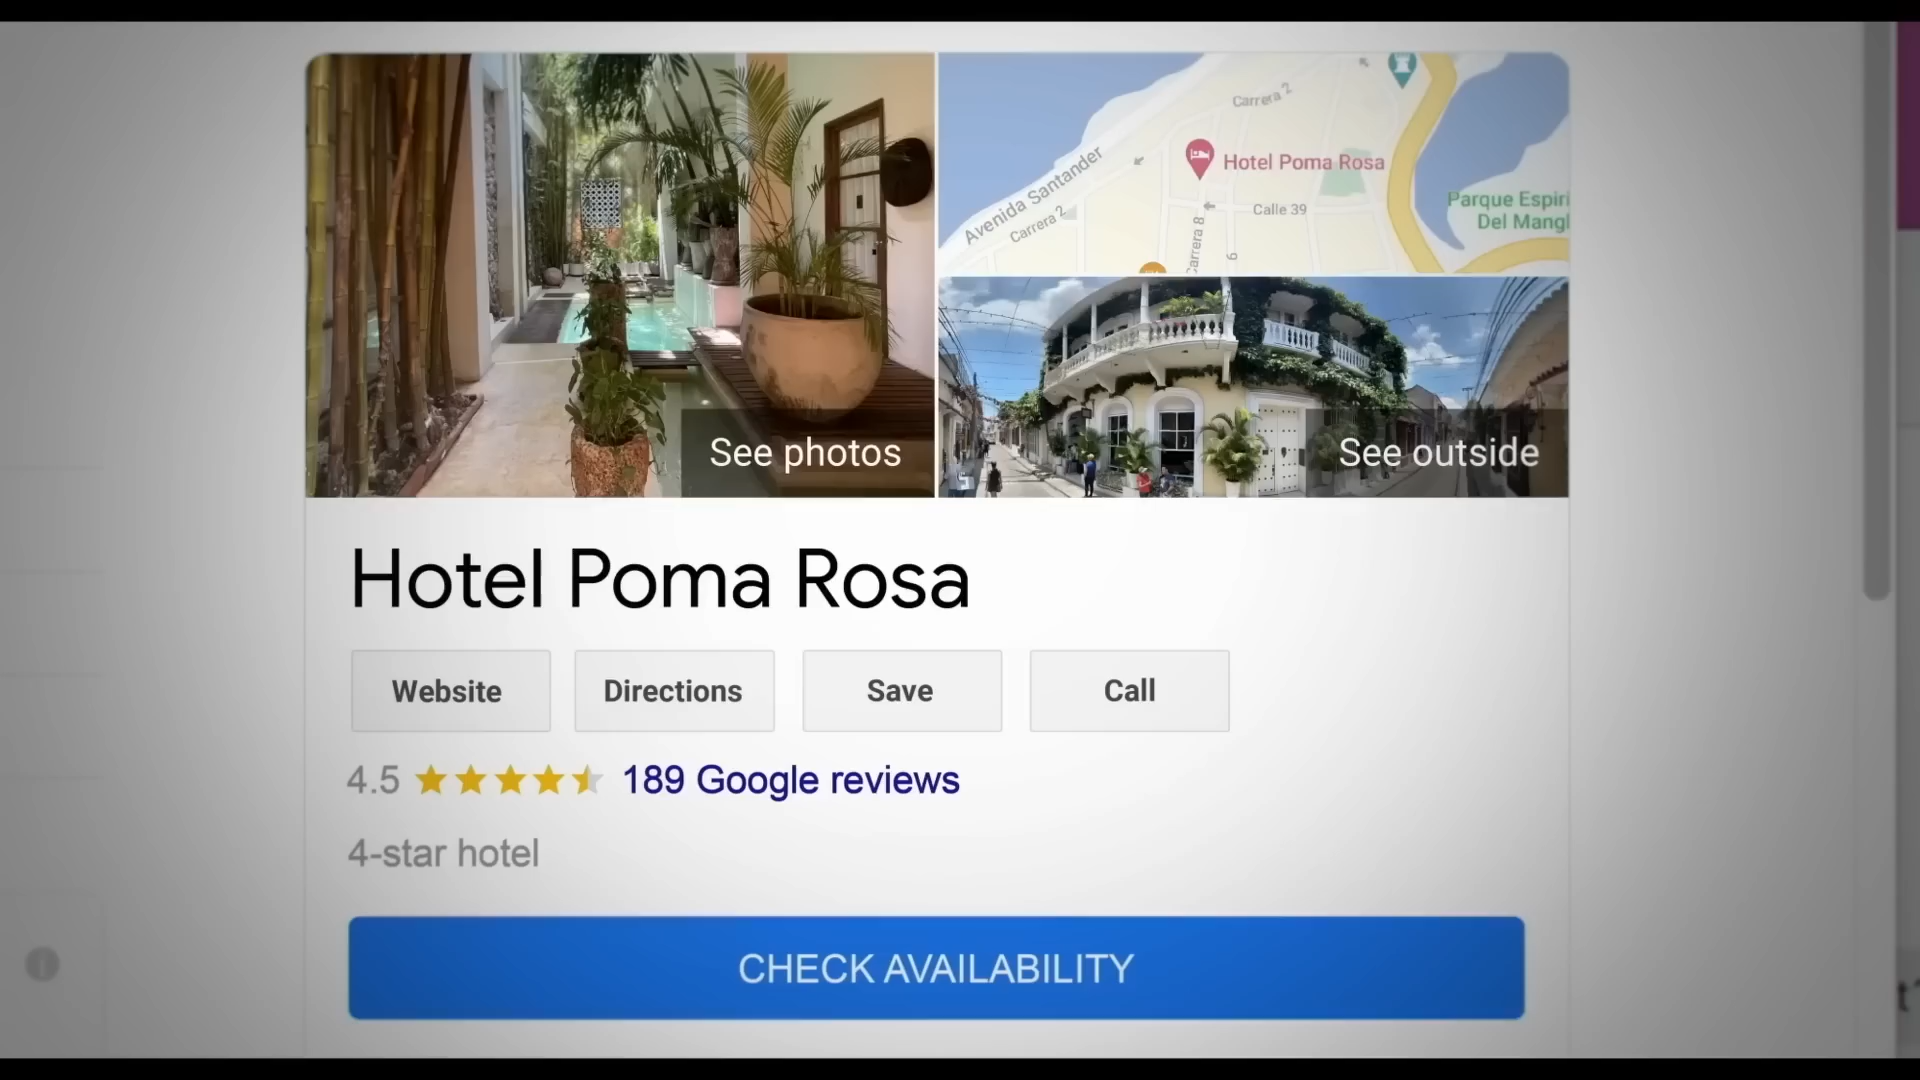 Carrera 2
Hotel Poma Rosa
Avenida Santander
Carrera 2
Calle 39
Parque Espiri
Del Mangl
Carrera 8
9
See photos
See outside
Hotel Poma Rosa
Website
Directions
Save
Call
4.5
189 Google reviews
4-star hotel
CHECK AVAILABILITY